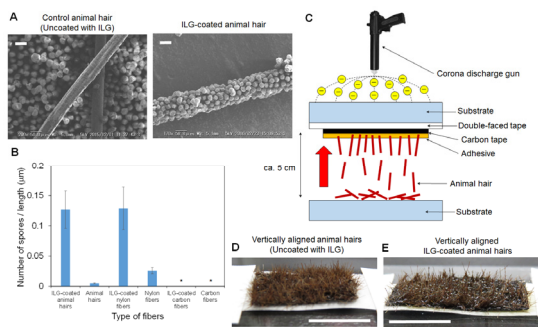 A
Control animal hair
(Uncoated with ILG)
ILG-coated animal hair
B
Number of spores / length (μm)
0.2
0.15
0.1
0.05
0
*
*
ILG-coated animal hairs
Animal hairs
ILG-coated nylon fibers
Nylon fibers
ILG-coated carbon fibers
Carbon fibers
Type of fibers
C
Corona discharge gun
Substrate
Double-faced tape
Carbon tape
Adhesive
ca. 5 cm
Animal hair
Substrate
D
Vertically aligned animal hairs
(Uncoated with ILG)
E
Vertically aligned
ILG-coated animal hairs